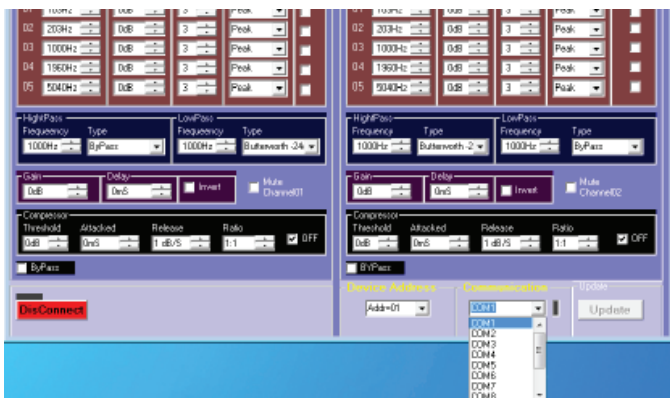 02 203Hz 0dB 3 Peak 02 203Hz 0dB 3 Peak
03 1000Hz 0dB 3 Peak 03 1000Hz 0dB 3 Peak
04 1960Hz 0dB 3 Peak 04 1960Hz 0dB 3 Peak
05 5040Hz 0dB 3 Peak 05 5040Hz 0dB 3 Peak
HightPass LowPass HightPass LowPass
Frequeency Type Frequeency Type Frequency Type Frequency Type
1000Hz ByPass 1000Hz Butterworth -24 1000Hz Butterworth -2 1000Hz ByPass
Gain Delay Mute Gain Delay Mute
0dB 0mS Invert Channel01 0dB 0mS Invert Channel02
Compressor Compressor
Threshold Attacked Release Ratio Threshold Attacked Release Ratio
0dB 0mS 1 dB/S 1:1 OFF 0dB 0mS 1 dB/S 1:1 OFF
ByPass BYPass
Device Address Communication Update
DisConnect Addr=01 COM1 Update
COM1
COM2
COM3
COM4
COM5
COM6
COM7
COM8